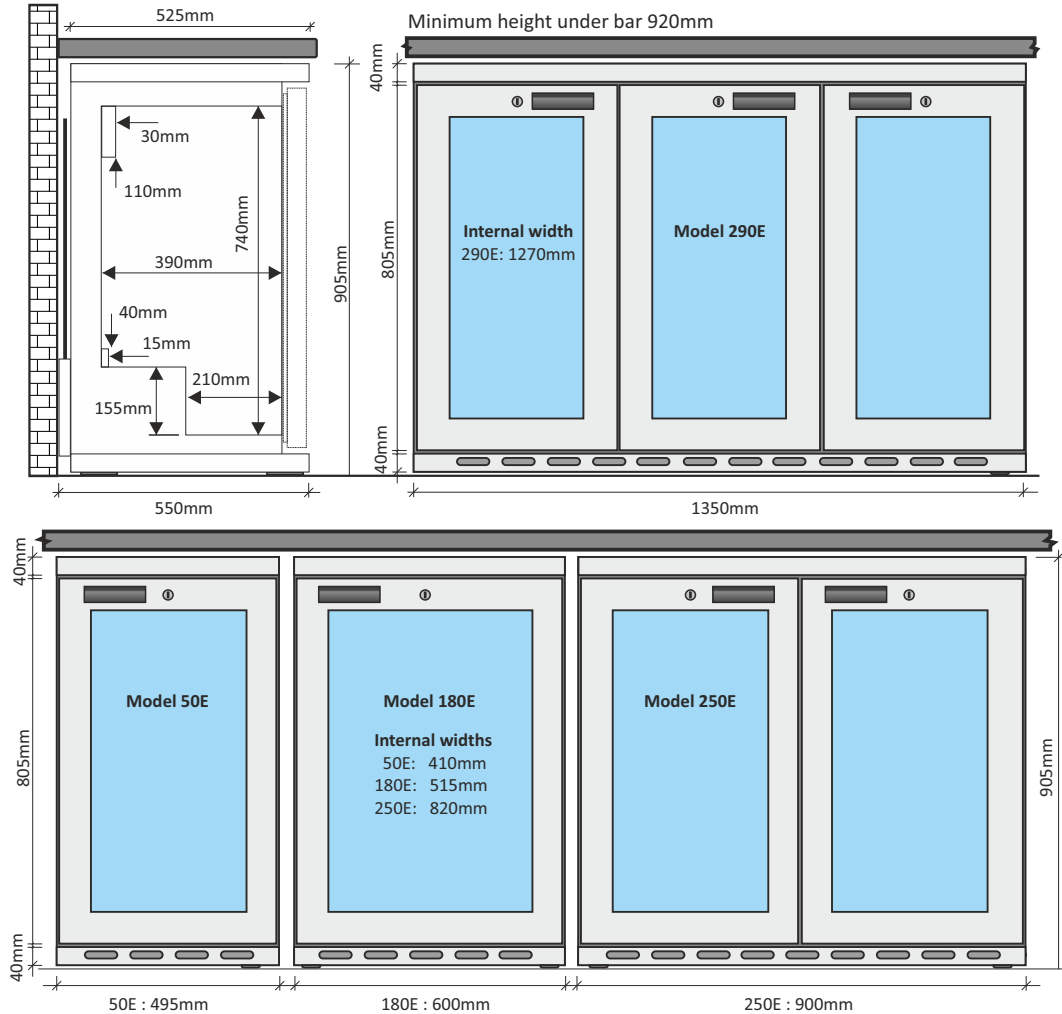 525mm
Minimum height under bar 920mm
40mm
30mm
110mm
740mm
390mm
905mm
805mm
Internal width
290E: 1270mm
Model 290E
40mm
15mm
210mm
155mm
40mm
550mm
1350mm
40mm
805mm
Model 50E
Model 180E
Internal widths
50E: 410mm
180E: 515mm
250E: 820mm
Model 250E
905mm
40mm
50E : 495mm
180E : 600mm
250E : 900mm